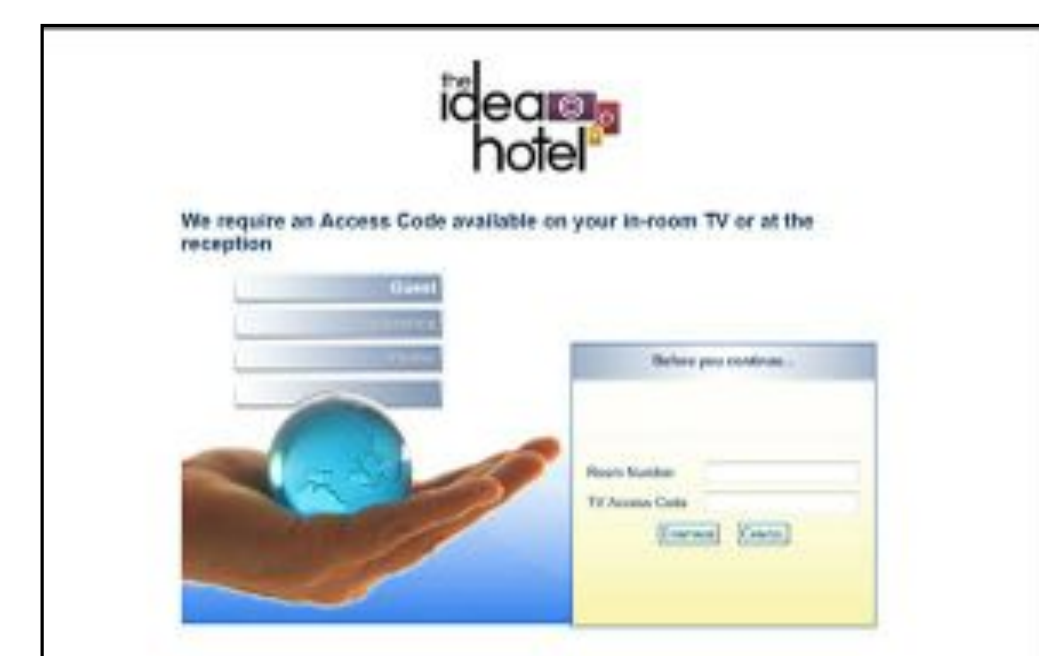 the
idea
hotel
We require an Access Code available on your in-room TV or at the
reception
Guest
Before you continue...
Room Number
TV Access Code
Continue Cancel